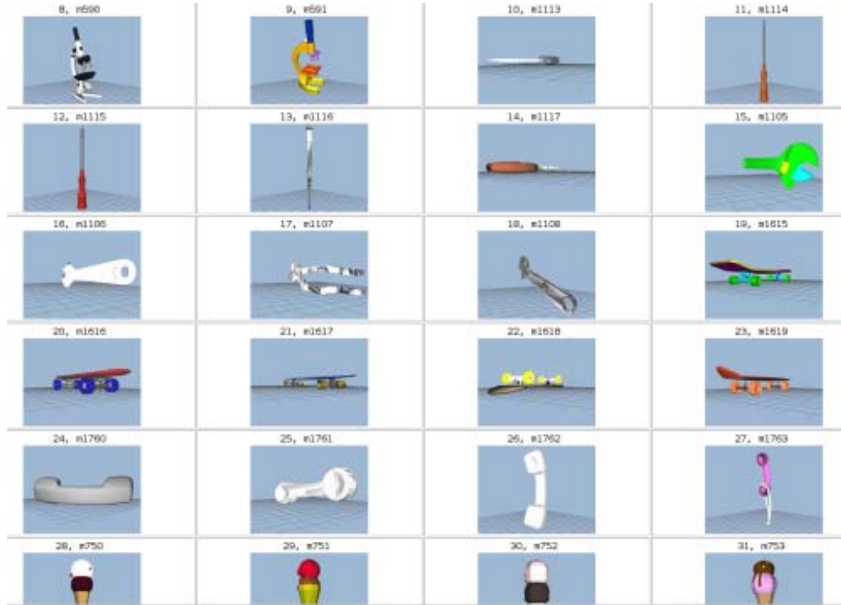 8, m590
9, m591
10, m1113
11, m1114
12, m1115
13, m1116
14, m1117
15, m1105
16, m1106
17, m1107
18, m1108
19, m1615
20, m1616
21, m1617
22, m1618
23, m1619
24, m1760
25, m1761
26, m1762
27, m1763
28, m750
29, m751
30, m752
31, m753